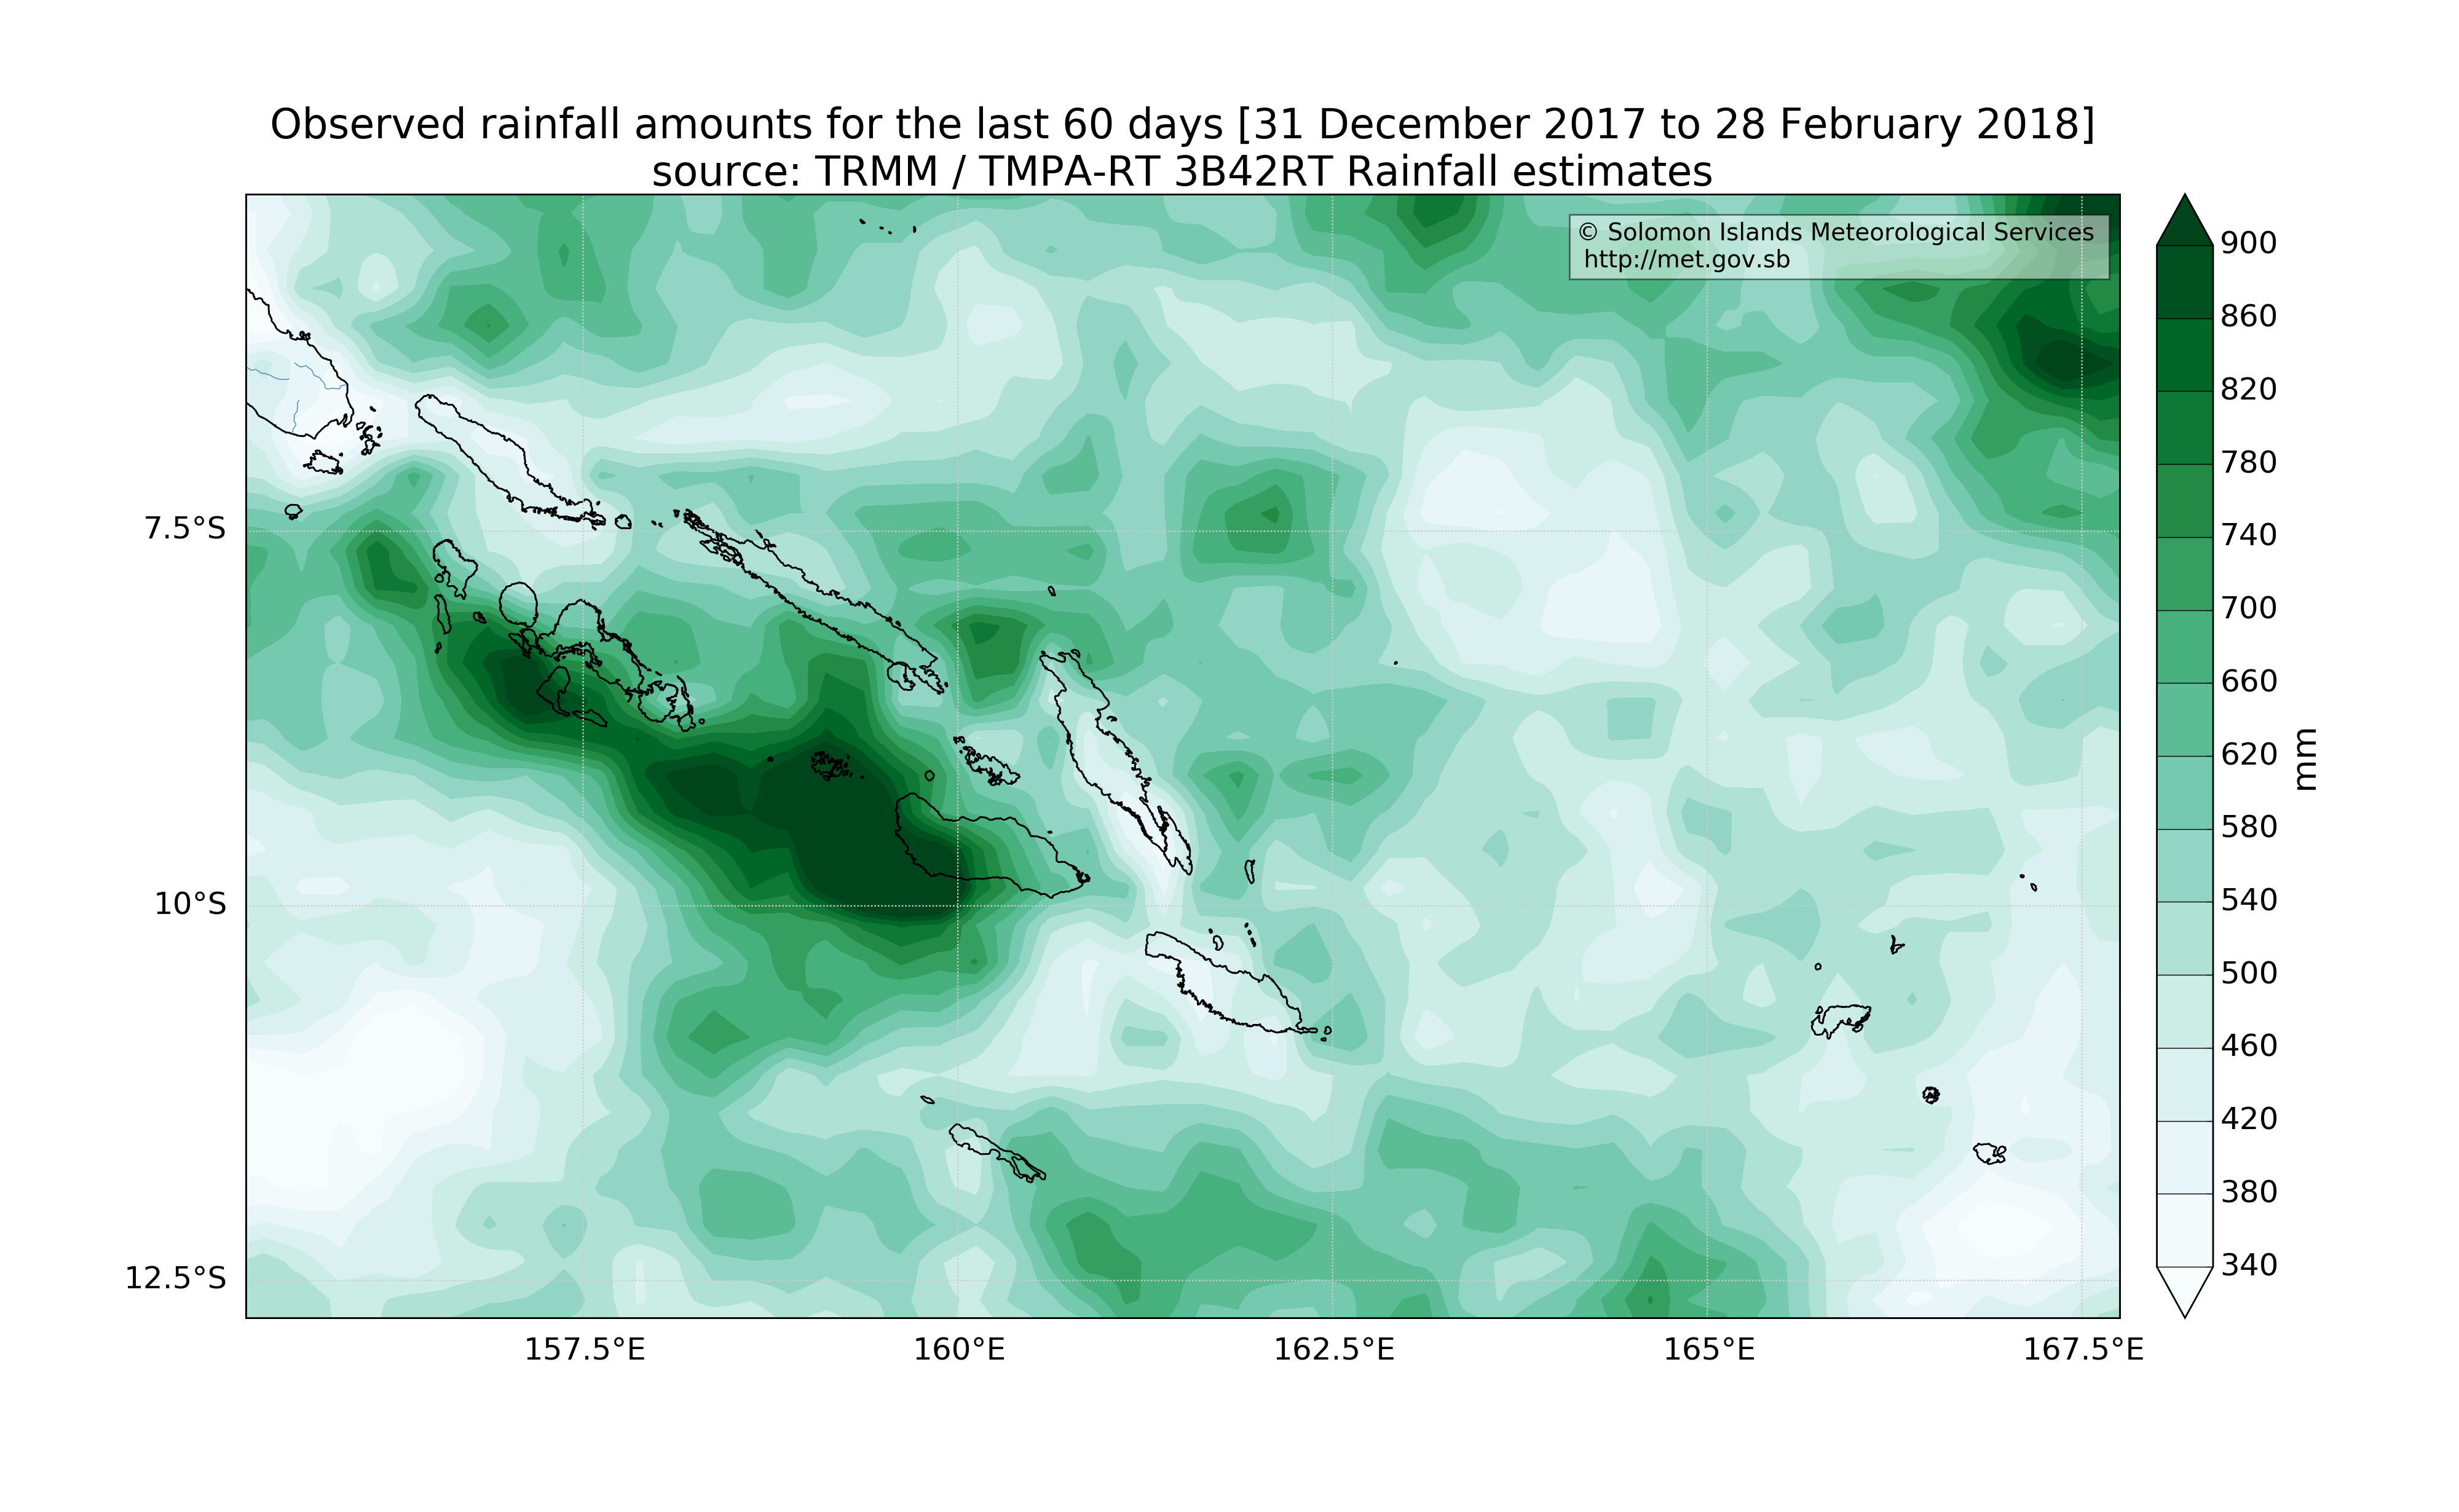 Observed rainfall amounts for the last 60 days [31 December 2017 to 28 February 2018]
source: TRMM / TMPA-RT 3B42RT Rainfall estimates
© Solomon Islands Meteorological Services
http://met.gov.sb
7.5°S
10°S
12.5°S
157.5°E
160°E
162.5°E
165°E
167.5°E
900
860
820
780
740
700
660
620
580
540
500
460
420
380
340
mm